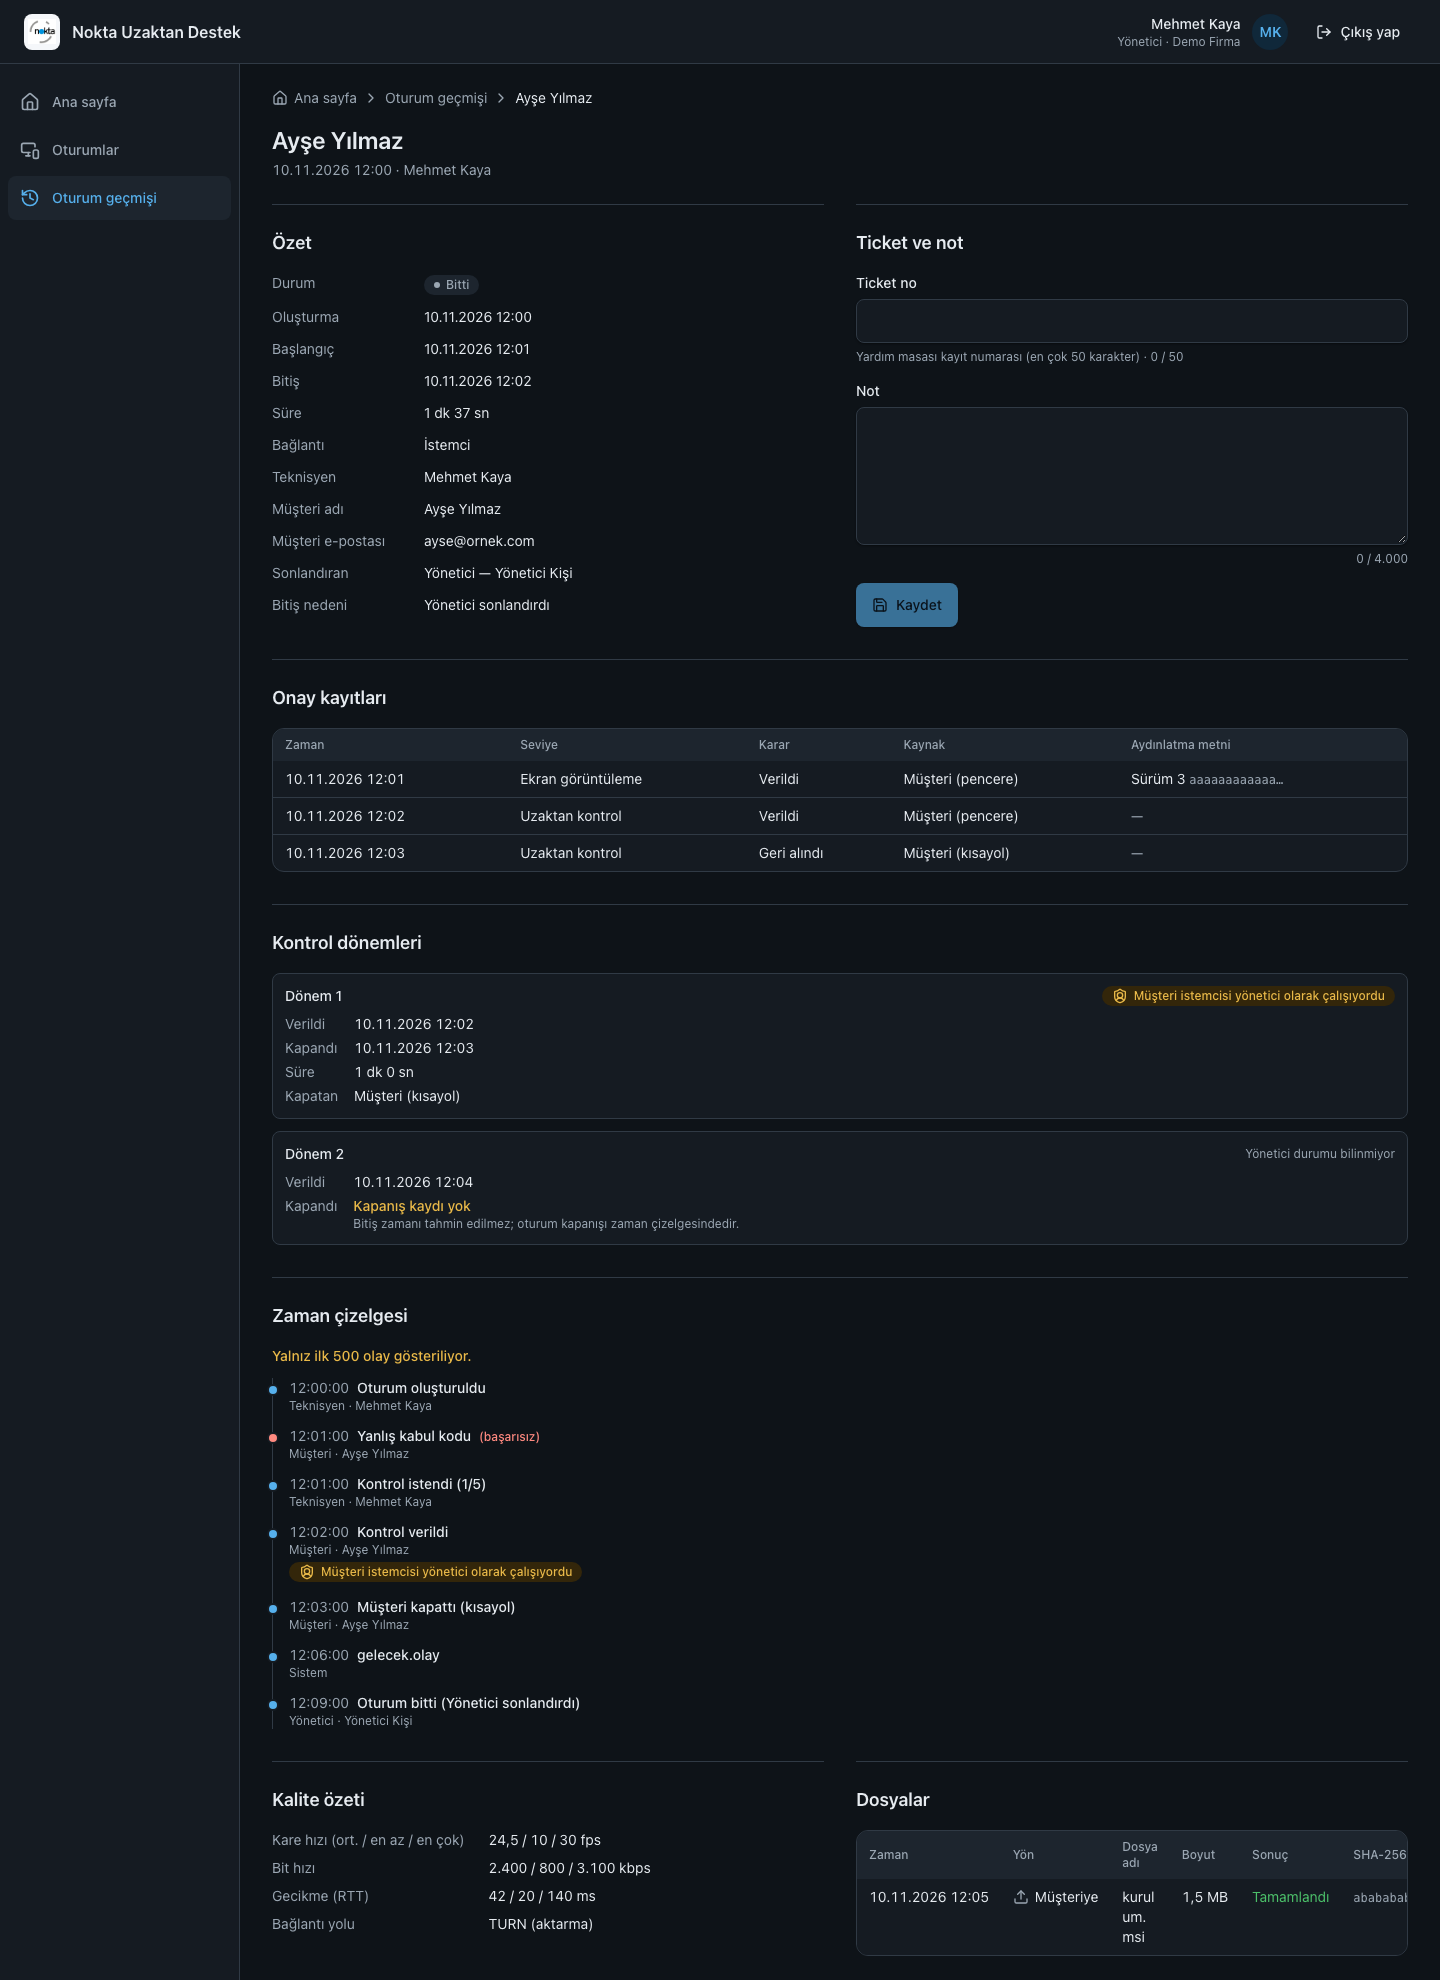 nokta
Nokta Uzaktan Destek
Mehmet Kaya
Yönetici · Demo Firma
MK
Çıkış yap
Ana sayfa
Oturumlar
Oturum geçmişi
Ana sayfa > Oturum geçmişi > Ayşe Yılmaz
Ayşe Yılmaz
10.11.2026 12:00 · Mehmet Kaya
Özet
Durum Bitti
Oluşturma 10.11.2026 12:00
Başlangıç 10.11.2026 12:01
Bitiş 10.11.2026 12:02
Süre 1 dk 37 sn
Bağlantı İstemci
Teknisyen Mehmet Kaya
Müşteri adı Ayşe Yılmaz
Müşteri e-postası ayse@ornek.com
Sonlandıran Yönetici — Yönetici Kişi
Bitiş nedeni Yönetici sonlandırdı
Ticket ve not
Ticket no
Yardım masası kayıt numarası (en çok 50 karakter) · 0 / 50
Not
0 / 4.000
Kaydet
Onay kayıtları
Zaman Seviye Karar Kaynak Aydınlatma metni
10.11.2026 12:01 Ekran görüntüleme Verildi Müşteri (pencere) Sürüm 3 aaaaaaaaaaaa…
10.11.2026 12:02 Uzaktan kontrol Verildi Müşteri (pencere) —
10.11.2026 12:03 Uzaktan kontrol Geri alındı Müşteri (kısayol) —
Kontrol dönemleri
Dönem 1 Müşteri istemcisi yönetici olarak çalışıyordu
Verildi 10.11.2026 12:02
Kapandı 10.11.2026 12:03
Süre 1 dk 0 sn
Kapatan Müşteri (kısayol)
Dönem 2 Yönetici durumu bilinmiyor
Verildi 10.11.2026 12:04
Kapandı Kapanış kaydı yok
Bitiş zamanı tahmin edilmez; oturum kapanışı zaman çizelgesindedir.
Zaman çizelgesi
Yalnız ilk 500 olay gösteriliyor.
12:00:00 Oturum oluşturuldu
Teknisyen · Mehmet Kaya
12:01:00 Yanlış kabul kodu (başarısız)
Müşteri · Ayşe Yılmaz
12:01:00 Kontrol istendi (1/5)
Teknisyen · Mehmet Kaya
12:02:00 Kontrol verildi
Müşteri · Ayşe Yılmaz
Müşteri istemcisi yönetici olarak çalışıyordu
12:03:00 Müşteri kapattı (kısayol)
Müşteri · Ayşe Yılmaz
12:06:00 gelecek.olay
Sistem
12:09:00 Oturum bitti (Yönetici sonlandırdı)
Yönetici · Yönetici Kişi
Kalite özeti
Kare hızı (ort. / en az / en çok) 24,5 / 10 / 30 fps
Bit hızı 2.400 / 800 / 3.100 kbps
Gecikme (RTT) 42 / 20 / 140 ms
Bağlantı yolu TURN (aktarma)
Dosyalar
Zaman Yön Dosya adı Boyut Sonuç SHA-256
10.11.2026 12:05 Müşteriye kurulum.msi 1,5 MB Tamamlandı abababab